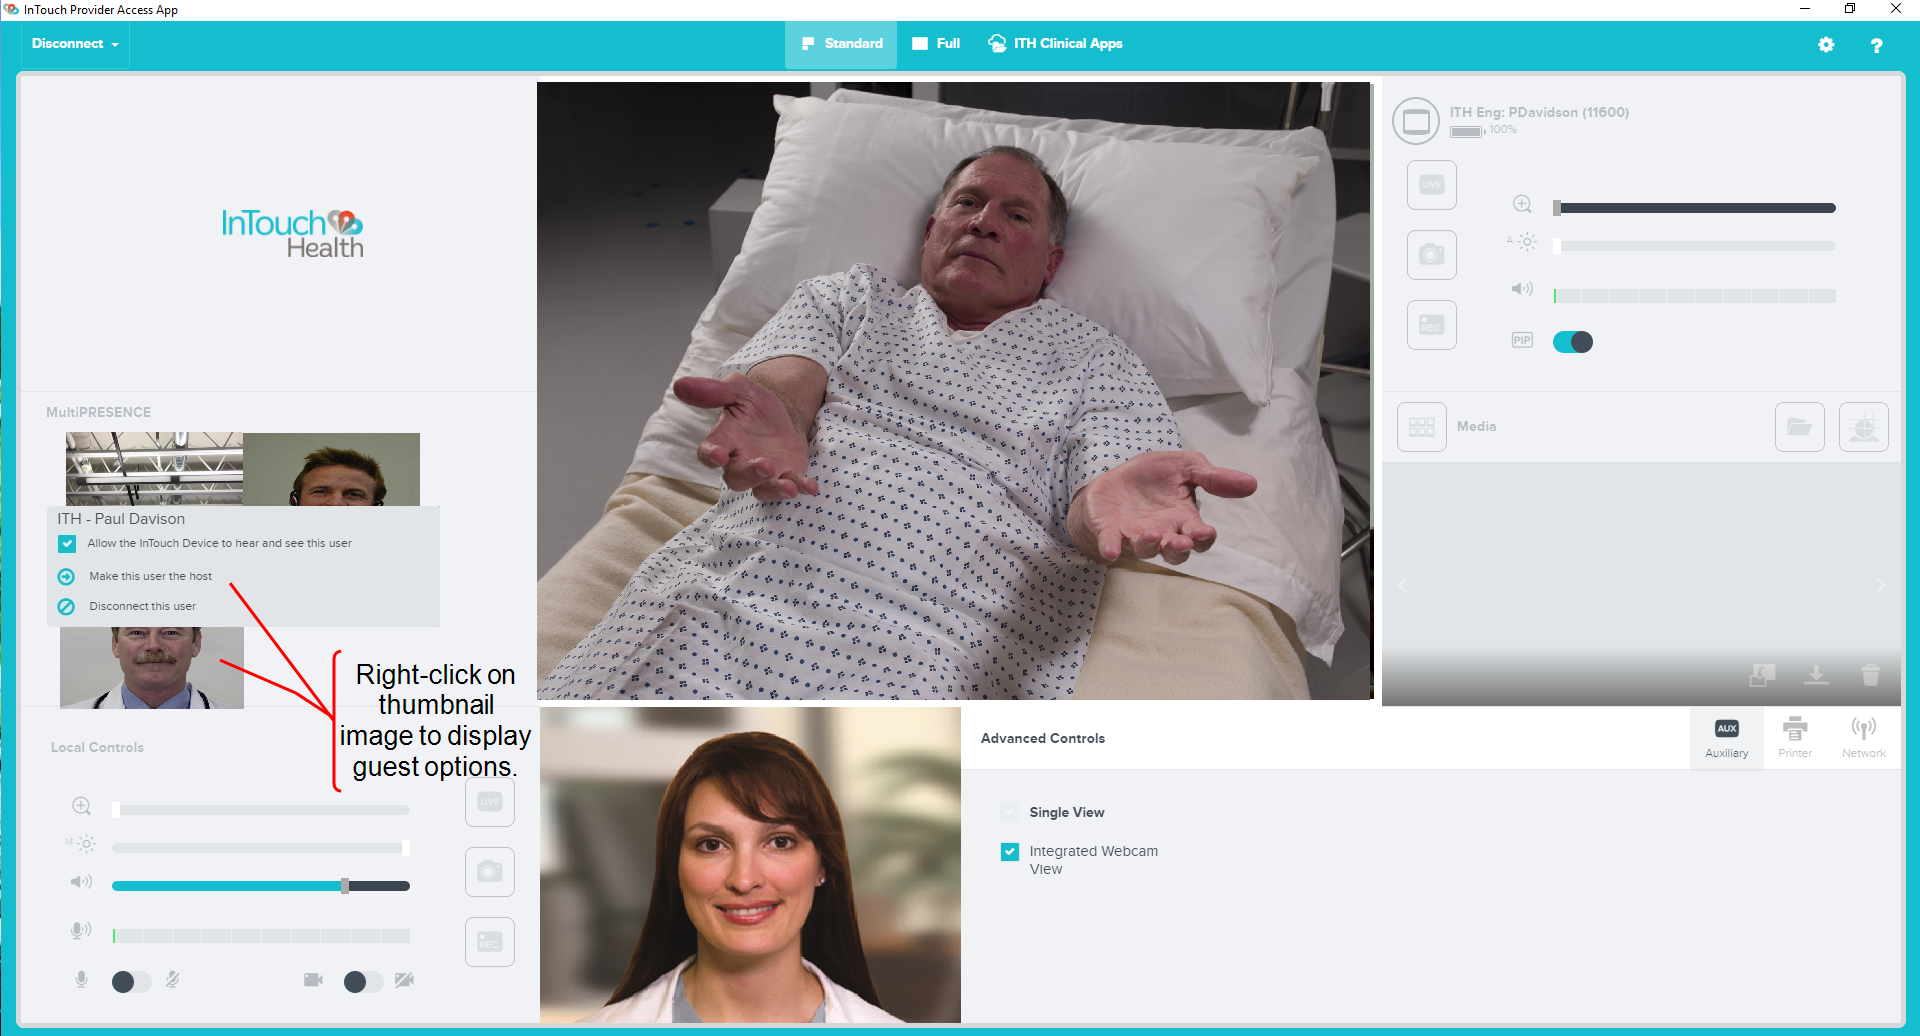 InTouch Provider Access App
Disconnect
Standard
Full
ITH Clinical Apps
?
InTouch
Health
ITH Eng: PDavidson (11600)
100%
LIVE
A
REC
PIP
MultiPRESENCE
Media
ITH - Paul Davison
Allow the InTouch Device to hear and see this user
Make this user the host
Disconnect this user
Right-click on
thumbnail
image to display
guest options.
Local Controls
LIVE
M
REC
Advanced Controls
AUX
Auxiliary
Printer
Network
Single View
Integrated Webcam
View